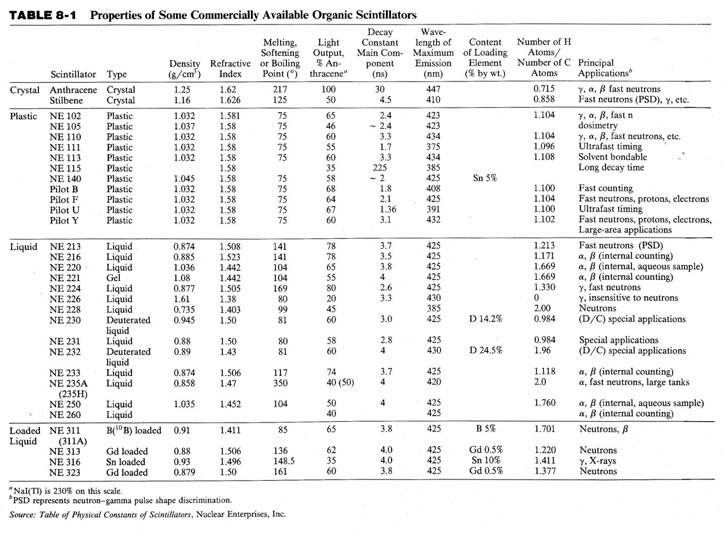 TABLE 8-1 Properties of Some Commercially Available Organic Scintillators
Scintillator Type Density (g/cm³) Refractive Index Melting, Softening or Boiling Point (°) Light Output, % An- thraceneᵃ Decay Constant Main Com- ponent (ns) Wave- length of Maximum Emission (nm) Content of Loading Element (% by wt.) Number of H Atoms/ Number of C Atoms Principal Applicationsᵇ
Crystal Anthracene Crystal 1.25 1.62 217 100 30 447 0.715 γ, α, β fast neutrons
Stilbene Crystal 1.16 1.626 125 50 4.5 410 0.858 Fast neutrons (PSD), γ, etc.
Plastic NE 102 Plastic 1.032 1.581 75 65 2.4 423 1.104 γ, α, β, fast n
NE 105 Plastic 1.037 1.58 75 46 ~ 2.4 423 dosimetry
NE 110 Plastic 1.032 1.58 75 60 3.3 434 1.104 γ, α, β, fast neutrons, etc.
NE 111 Plastic 1.032 1.58 75 55 1.7 375 1.096 Ultrafast timing
NE 113 Plastic 1.032 1.58 75 60 3.3 434 1.108 Solvent bondable
NE 115 Plastic 1.58 35 225 385 Long decay time
NE 140 Plastic 1.045 1.58 75 58 ~ 2 425 Sn 5%
Pilot B Plastic 1.032 1.58 75 68 1.8 408 1.100 Fast counting
Pilot F Plastic 1.032 1.58 75 64 2.1 425 1.104 Fast neutrons, protons, electrons
Pilot U Plastic 1.032 1.58 75 67 1.36 391 1.100 Ultrafast timing
Pilot Y Plastic 1.032 1.58 75 60 3.1 432 1.102 Fast neutrons, protons, electrons,
Large-area applications
Liquid NE 213 Liquid 0.874 1.508 141 78 3.7 425 1.213 Fast neutrons (PSD)
NE 216 Liquid 0.885 1.523 141 78 3.5 425 1.171 α, β (internal counting)
NE 220 Liquid 1.036 1.442 104 65 3.8 425 1.669 α, β (internal, aqueous sample)
NE 221 Gel 1.08 1.442 104 55 4 425 1.669 α, β (internal counting)
NE 224 Liquid 0.877 1.505 169 80 2.6 425 1.330 γ, fast neutrons
NE 226 Liquid 1.61 1.38 80 20 3.3 430 0 γ, insensitive to neutrons
NE 228 Liquid 0.735 1.403 99 45 385 2.00 Neutrons
NE 230 Deuterated 0.945 1.50 81 60 3.0 425 D 14.2% 0.984 (D/C) special applications
liquid
NE 231 Liquid 0.88 1.50 80 58 2.8 425 0.984 Special applications
NE 232 Deuterated 0.89 1.43 81 60 4 430 D 24.5% 1.96 (D/C) special applications
liquid
NE 233 Liquid 0.874 1.506 117 74 3.7 425 1.118 α, β (internal counting)
NE 235A Liquid 0.858 1.47 350 40 (50) 4 420 2.0 α, fast neutrons, large tanks
(235H)
NE 250 Liquid 1.035 1.452 104 50 4 425 1.760 α, β (internal, aqueous sample)
NE 260 Liquid 40 425 α, β (internal counting)
Loaded NE 311 B(¹⁰B) loaded 0.91 1.411 85 65 3.8 425 B 5% 1.701 Neutrons, β
Liquid (311A)
NE 313 Gd loaded 0.88 1.506 136 62 4.0 425 Gd 0.5% 1.220 Neutrons
NE 316 Sn loaded 0.93 1.496 148.5 35 4.0 425 Sn 10% 1.411 γ, X-rays
NE 323 Gd loaded 0.879 1.50 161 60 3.8 425 Gd 0.5% 1.377 Neutrons
ᵃNaI(Tl) is 230% on this scale.
ᵇPSD represents neutron–gamma pulse shape discrimination.
Source: Table of Physical Constants of Scintillators, Nuclear Enterprises, Inc.